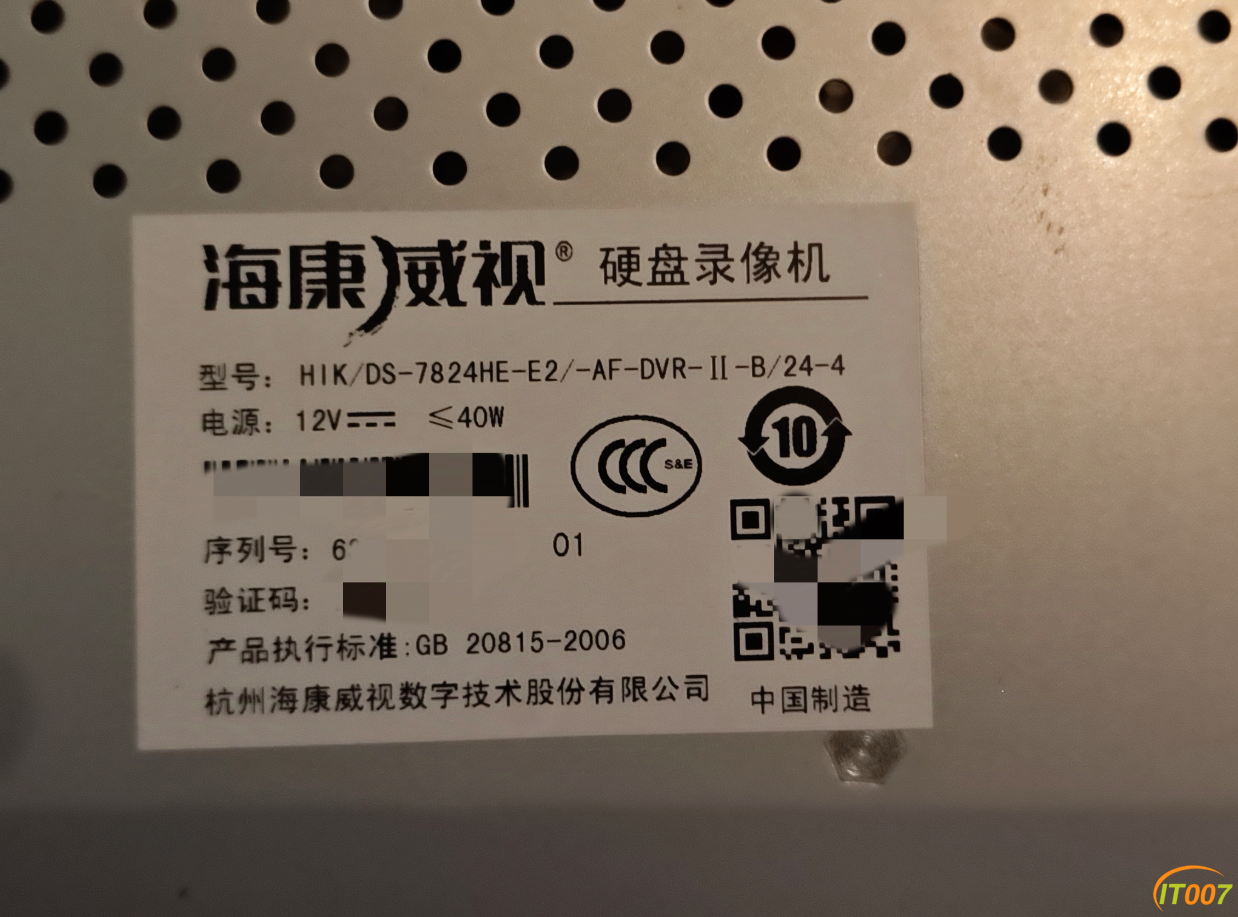 海康威视® 硬盘录像机
型号: HIK/DS-7824HE-E2/-AF-DVR-Ⅱ-B/24-4
电源: 12V ≤40W
CCC S&E
10
序列号: 6 01
验证码:
产品执行标准:GB 20815-2006
杭州海康威视数字技术股份有限公司
中国制造
IT007